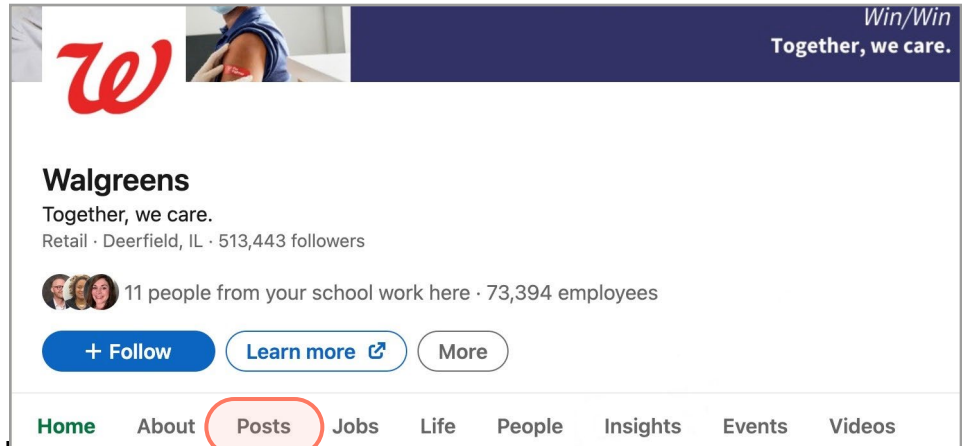 Win/Win
Together, we care.
Walgreens
Together, we care.
Retail · Deerfield, IL · 513,443 followers
11 people from your school work here · 73,394 employees
+ Follow Learn more More
Home About Posts Jobs Life People Insights Events Videos